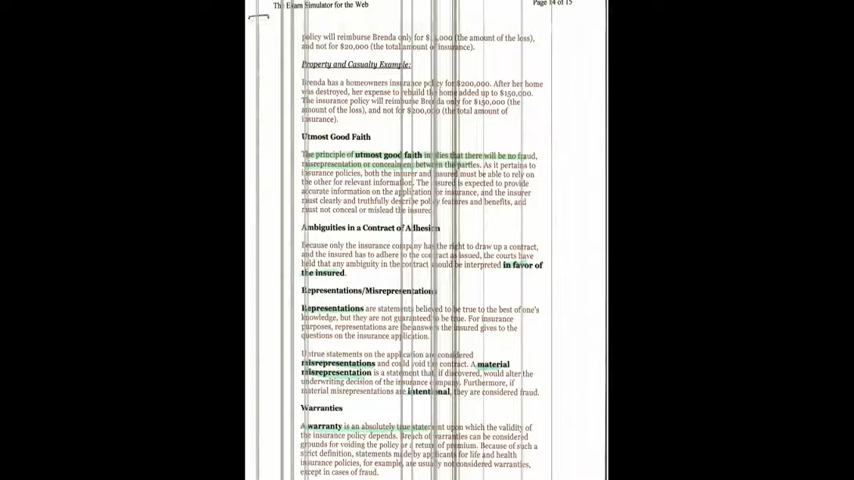 Exam Simulator for the Web
Page 14 of 15
policy will reimburse Brenda only for $ ,000 (the amount of the loss),
and not for $20,000 (the total amount of insurance).
Property and Casualty Example:
Brenda has a homeowners insurance policy for $200,000. After her home
was destroyed, her expense to rebuild the home added up to $150,000.
The insurance policy will reimburse Brenda only for $150,000 (the
amount of the loss), and not for $200,000 (the total amount of
insurance).
Utmost Good Faith
The principle of utmost good faith implies that there will be no fraud,
misrepresentation or concealment between the parties. As it pertains to
insurance policies, both the insurer and insured must be able to rely on
the other for relevant information. The insured is expected to provide
accurate information on the application for insurance, and the insurer
must clearly and truthfully describe policy features and benefits, and
must not conceal or mislead the insured
Ambiguities in a Contract of Adhesion
Because only the insurance company has the right to draw up a contract,
and the insured has to adhere to the contract as issued, the courts have
held that any ambiguity in the contract should be interpreted in favor of
the insured.
Representations/Misrepresentations
Representations are statements believed to be true to the best of one's
knowledge, but they are not guaranteed to be true. For insurance
purposes, representations are the answers the insured gives to the
questions on the insurance application.
Untrue statements on the application are considered
misrepresentations and could void the contract. A material
misrepresentation is a statement that, if discovered, would alter the
underwriting decision of the insurance company. Furthermore, if
material misrepresentations are intentional, they are considered fraud.
Warranties
A warranty is an absolutely true statement upon which the validity of
the insurance policy depends. Breach of warranties can be considered
grounds for voiding the policy or a return of premium. Because of such a
strict definition, statements made by applicants for life and health
insurance policies, for example, are usually not considered warranties,
except in cases of fraud.